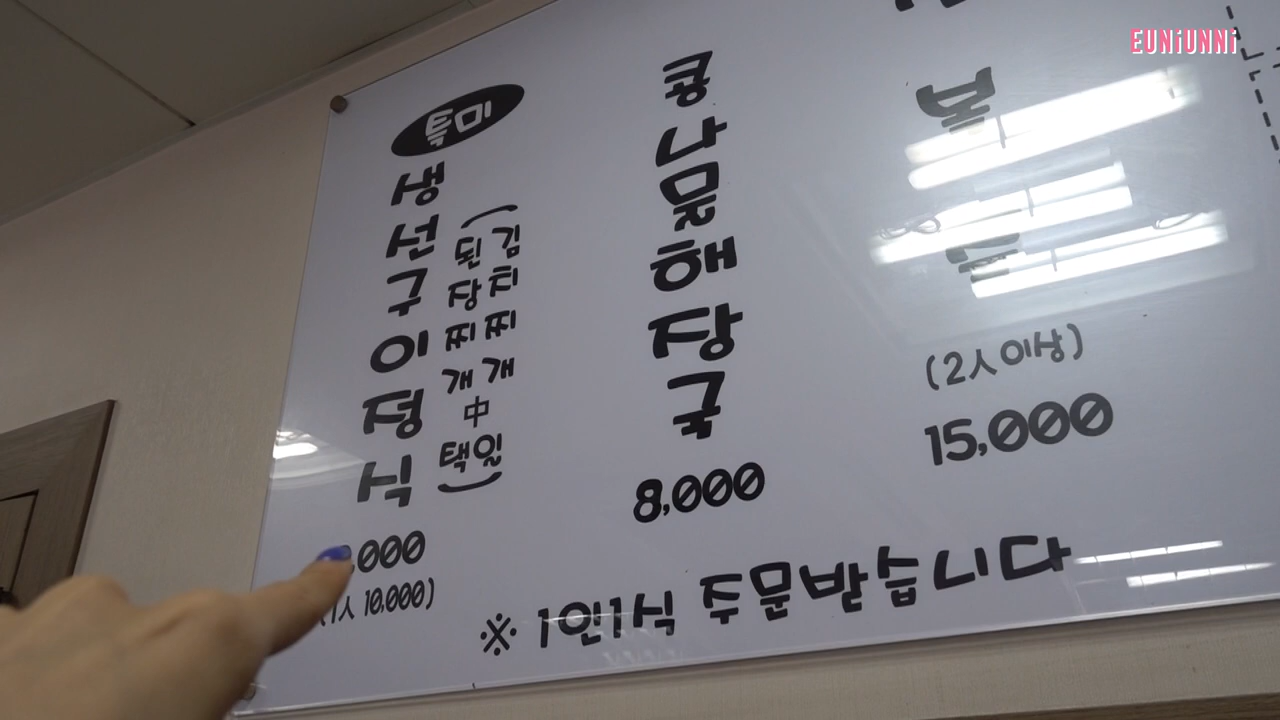 EUNiUNNi
특미
생선구이정식
(김치찌개
된장찌개
中
택일)
,000
(1人 10,000)
콩나물해장국
8,000
(2人 이상)
15,000
※ 1인1식 주문받습니다